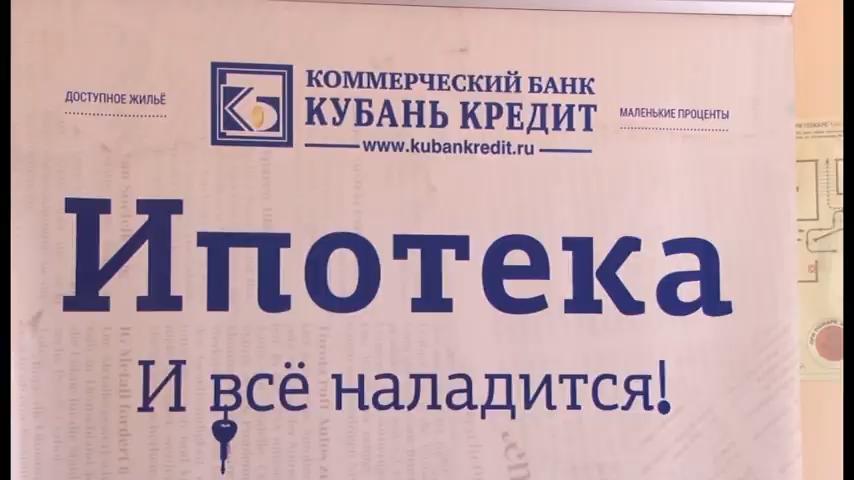 ДОСТУПНОЕ ЖИЛЬЁ
КОММЕРЧЕСКИЙ БАНК
КУБАНЬ КРЕДИТ
www.kubankredit.ru
МАЛЕНЬКИЕ ПРОЦЕНТЫ
Ипотека
И всё наладится!